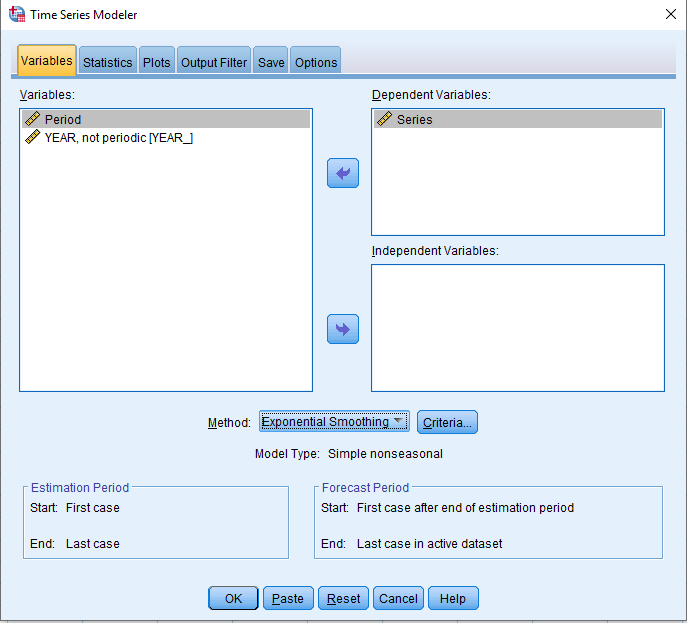 Time Series Modeler
Variables Statistics Plots Output Filter Save Options
Variables:
Period
YEAR, not periodic [YEAR_]
Dependent Variables:
Series
Independent Variables:
Method: Exponential Smoothing Criteria...
Model Type: Simple nonseasonal
Estimation Period
Start: First case
End: Last case
Forecast Period
Start: First case after end of estimation period
End: Last case in active dataset
OK Paste Reset Cancel Help